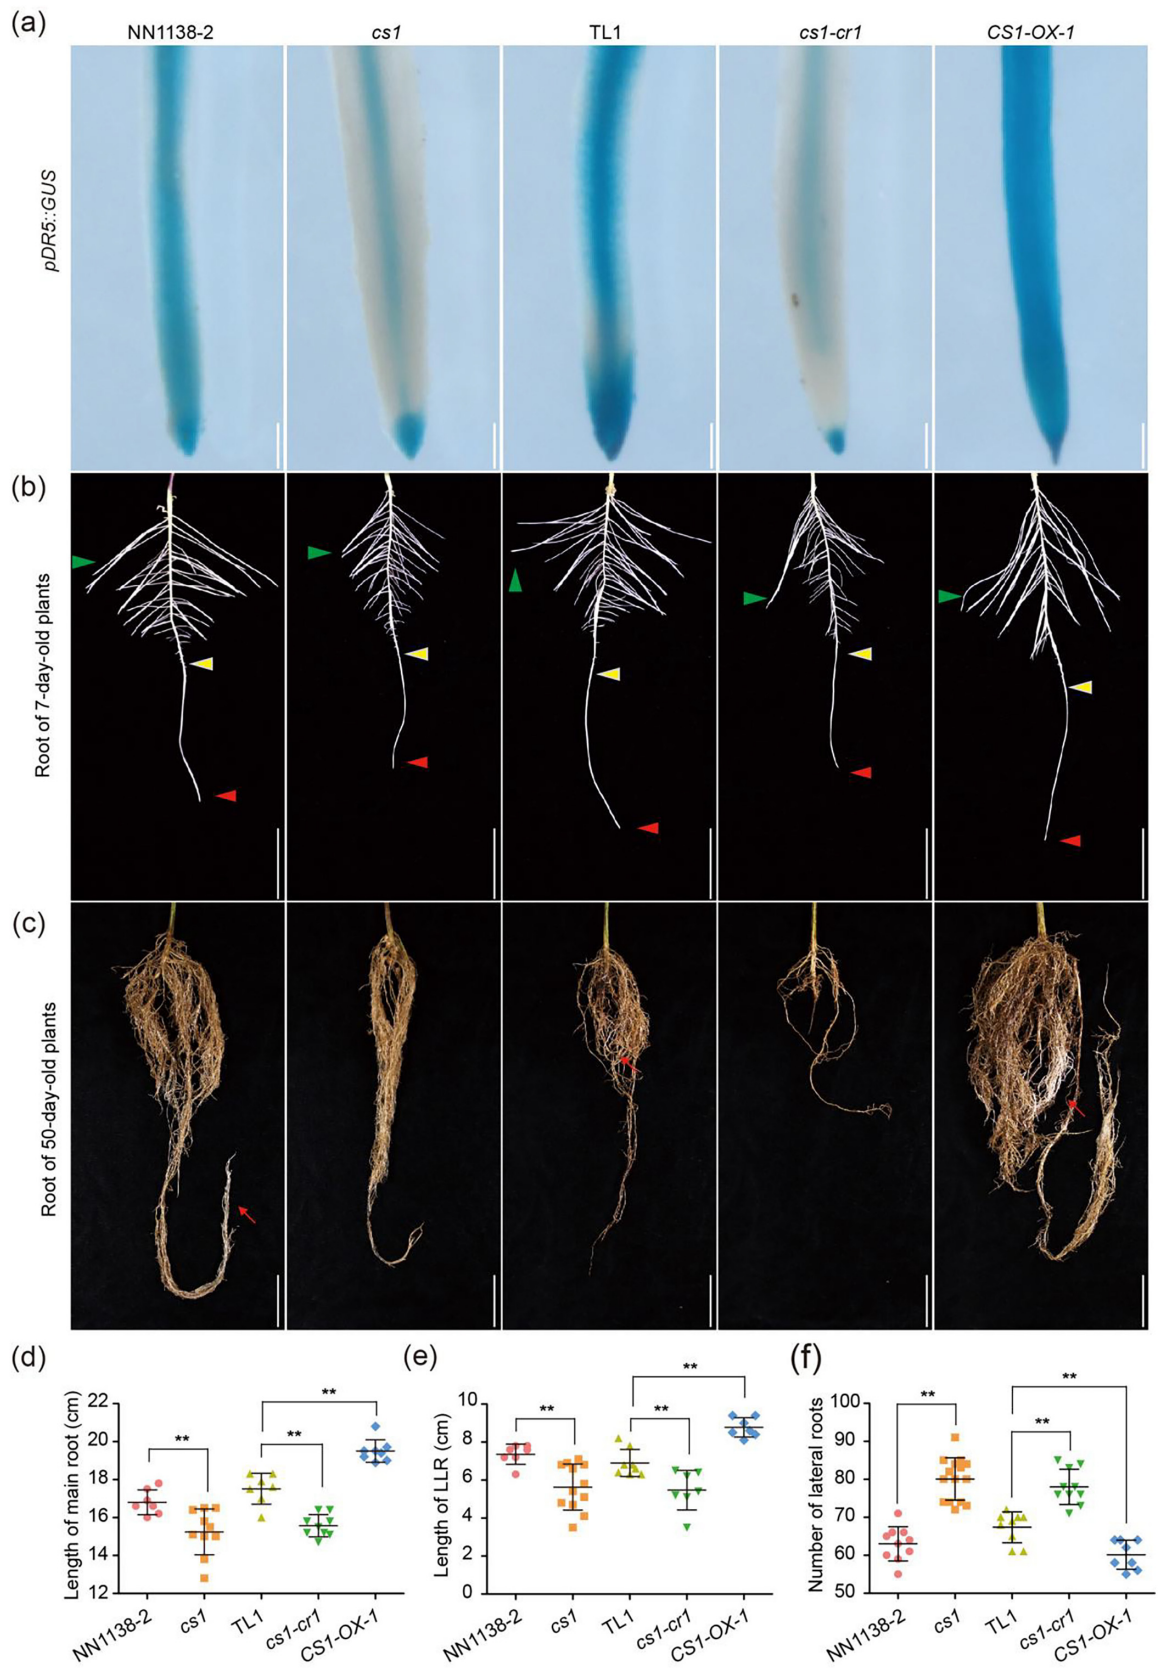 (a)
NN1138-2 cs1 TL1 cs1-cr1 CS1-OX-1
pDR5::GUS
(b)
Root of 7-day-old plants
(c)
Root of 50-day-old plants
(d)
Length of main root (cm)
22
20
18
16
14
12
** ** **
NN1138-2 cs1 TL1 cs1-cr1 CS1-OX-1
(e)
Length of LLR (cm)
10
8
6
4
2
0
** ** **
NN1138-2 cs1 TL1 cs1-cr1 CS1-OX-1
(f)
Number of lateral roots
100
90
80
70
60
50
** ** **
NN1138-2 cs1 TL1 cs1-cr1 CS1-OX-1